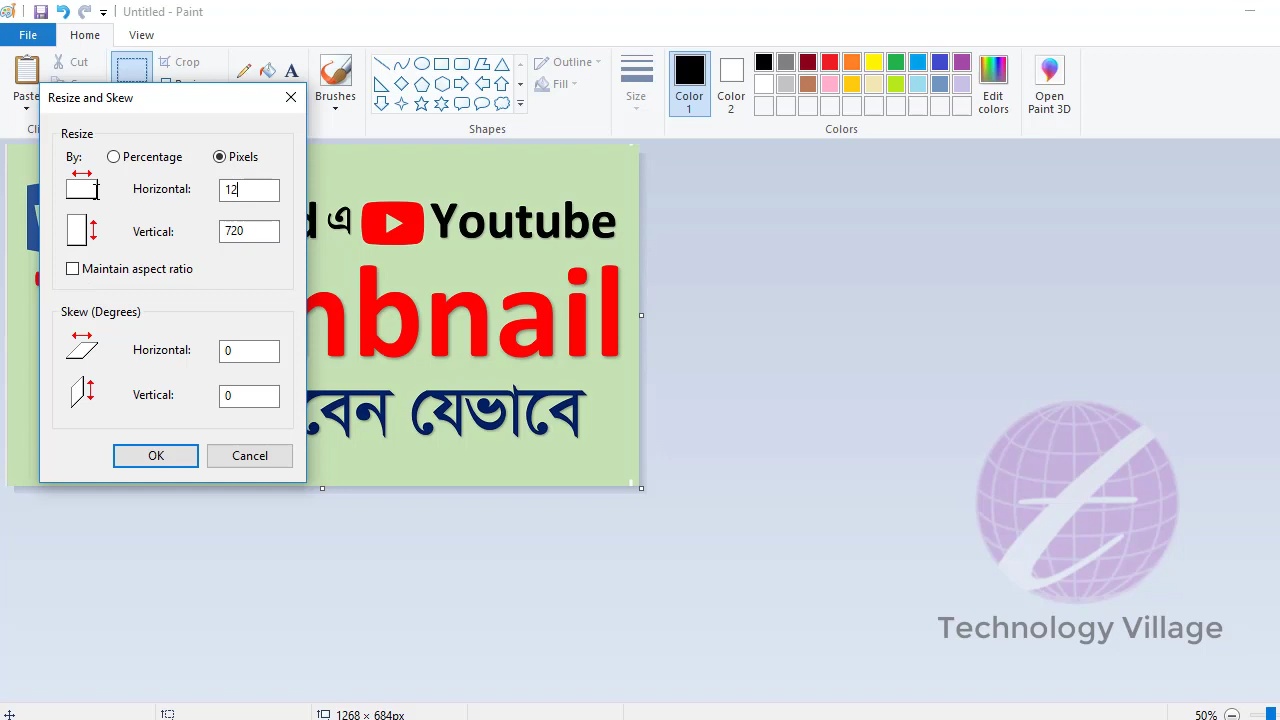 Untitled - Paint
File Home View
Cut
Crop
Paste
Brushes
Outline
Fill
Shapes
Size
Color 1
Color 2
Edit colors
Open Paint 3D
Colors
Resize and Skew
Resize
By: Percentage Pixels
Horizontal: 12
Vertical: 720
Maintain aspect ratio
Skew (Degrees)
Horizontal: 0
Vertical: 0
OK Cancel
d এ Youtube
mbnail
বেন যেভাবে
Technology Village
1268 × 684px
50%